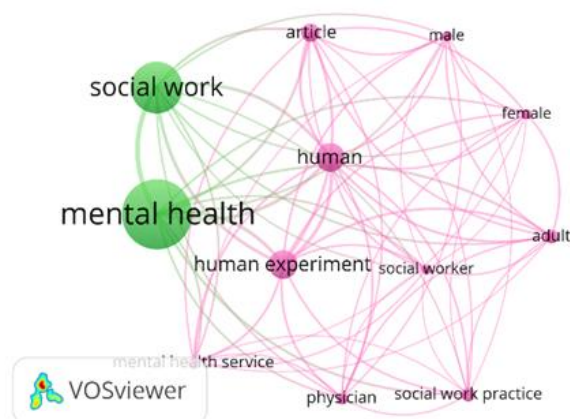 article
male
social work
female
human
mental health
adult
human experiment
social worker
mental health service
VOSviewer
physician
social work practice